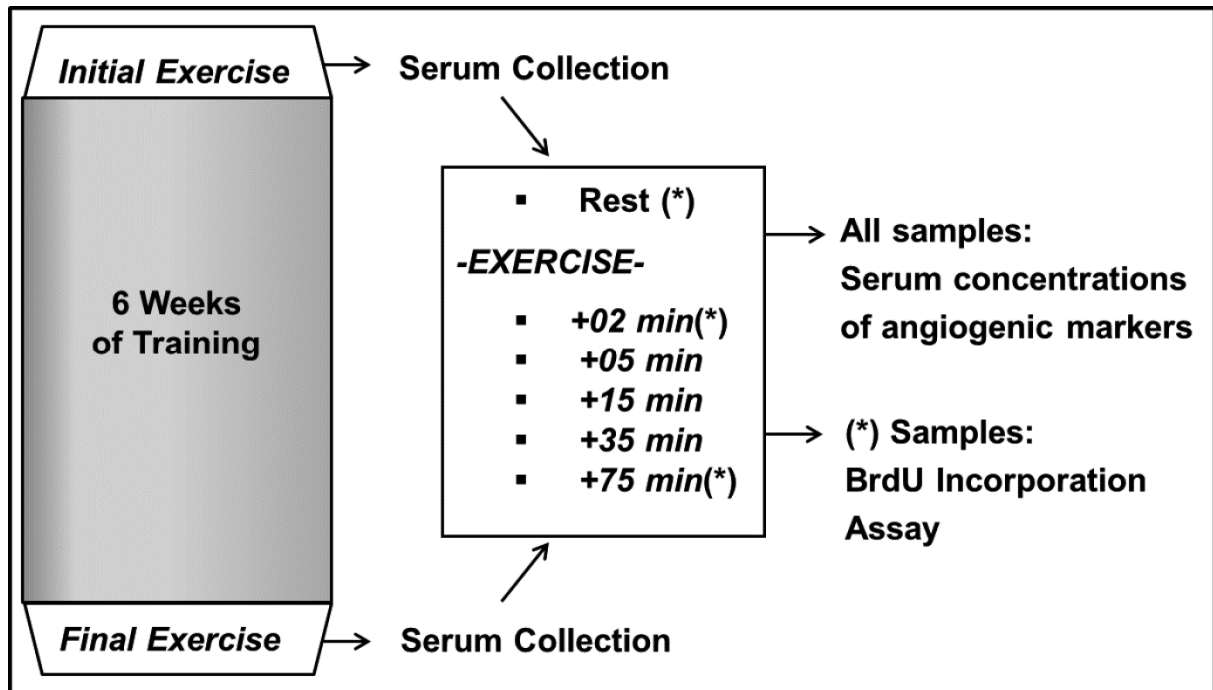 Initial Exercise
Serum Collection
6 Weeks
of Training
▪ Rest (*)
-EXERCISE-
▪ +02 min(*)
▪ +05 min
▪ +15 min
▪ +35 min
▪ +75 min(*)
All samples:
Serum concentrations
of angiogenic markers
(*) Samples:
BrdU Incorporation
Assay
Final Exercise
Serum Collection